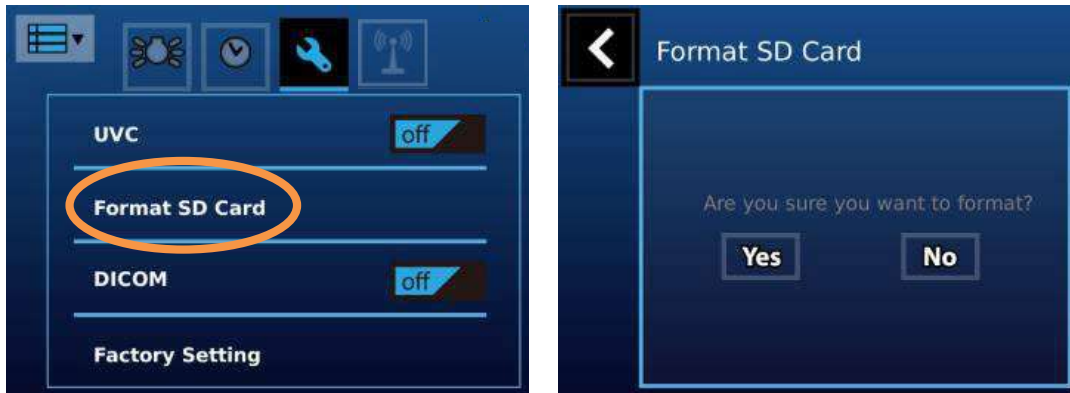 UVC
off
Format SD Card
DICOM
off
Factory Setting
Format SD Card
Are you sure you want to format?
Yes
No